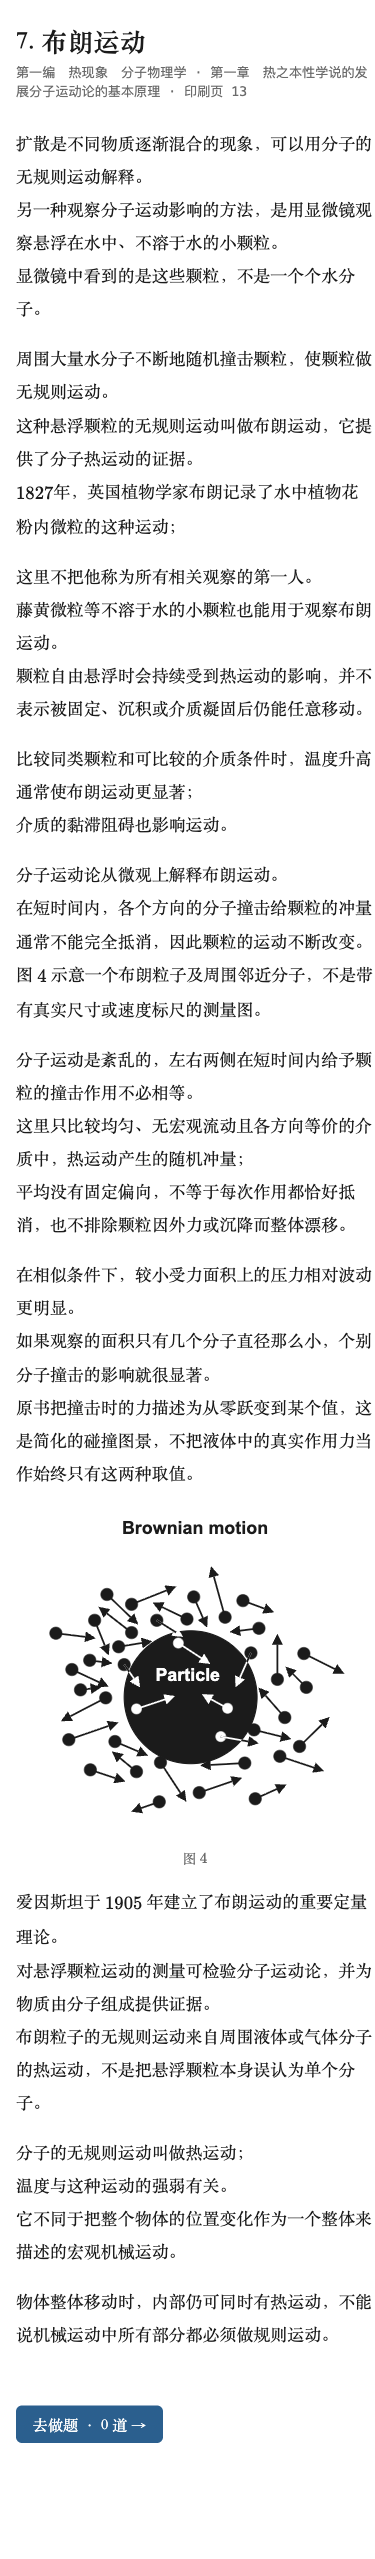 7. 布朗运动
第一编　热现象　分子物理学 · 第一章　热之本性学说的发
展分子运动论的基本原理 · 印刷页 13
扩散是不同物质逐渐混合的现象，可以用分子的
无规则运动解释。
另一种观察分子运动影响的方法，是用显微镜观
察悬浮在水中、不溶于水的小颗粒。
显微镜中看到的是这些颗粒，不是一个个水分
子。
周围大量水分子不断地随机撞击颗粒，使颗粒做
无规则运动。
这种悬浮颗粒的无规则运动叫做布朗运动，它提
供了分子热运动的证据。
1827年，英国植物学家布朗记录了水中植物花
粉内微粒的这种运动；
这里不把他称为所有相关观察的第一人。
藤黄微粒等不溶于水的小颗粒也能用于观察布朗
运动。
颗粒自由悬浮时会持续受到热运动的影响，并不
表示被固定、沉积或介质凝固后仍能任意移动。
比较同类颗粒和可比较的介质条件时，温度升高
通常使布朗运动更显著；
介质的黏滞阻碍也影响运动。
分子运动论从微观上解释布朗运动。
在短时间内，各个方向的分子撞击给颗粒的冲量
通常不能完全抵消，因此颗粒的运动不断改变。
图 4 示意一个布朗粒子及周围邻近分子，不是带
有真实尺寸或速度标尺的测量图。
分子运动是紊乱的，左右两侧在短时间内给予颗
粒的撞击作用不必相等。
这里只比较均匀、无宏观流动且各方向等价的介
质中，热运动产生的随机冲量；
平均没有固定偏向，不等于每次作用都恰好抵
消，也不排除颗粒因外力或沉降而整体漂移。
在相似条件下，较小受力面积上的压力相对波动
更明显。
如果观察的面积只有几个分子直径那么小，个别
分子撞击的影响就很显著。
原书把撞击时的力描述为从零跃变到某个值，这
是简化的碰撞图景，不把液体中的真实作用力当
作始终只有这两种取值。
Brownian motion
Particle
图 4
爱因斯坦于 1905 年建立了布朗运动的重要定量
理论。
对悬浮颗粒运动的测量可检验分子运动论，并为
物质由分子组成提供证据。
布朗粒子的无规则运动来自周围液体或气体分子
的热运动，不是把悬浮颗粒本身误认为单个分
子。
分子的无规则运动叫做热运动；
温度与这种运动的强弱有关。
它不同于把整个物体的位置变化作为一个整体来
描述的宏观机械运动。
物体整体移动时，内部仍可同时有热运动，不能
说机械运动中所有部分都必须做规则运动。
去做题 · 0 道 →